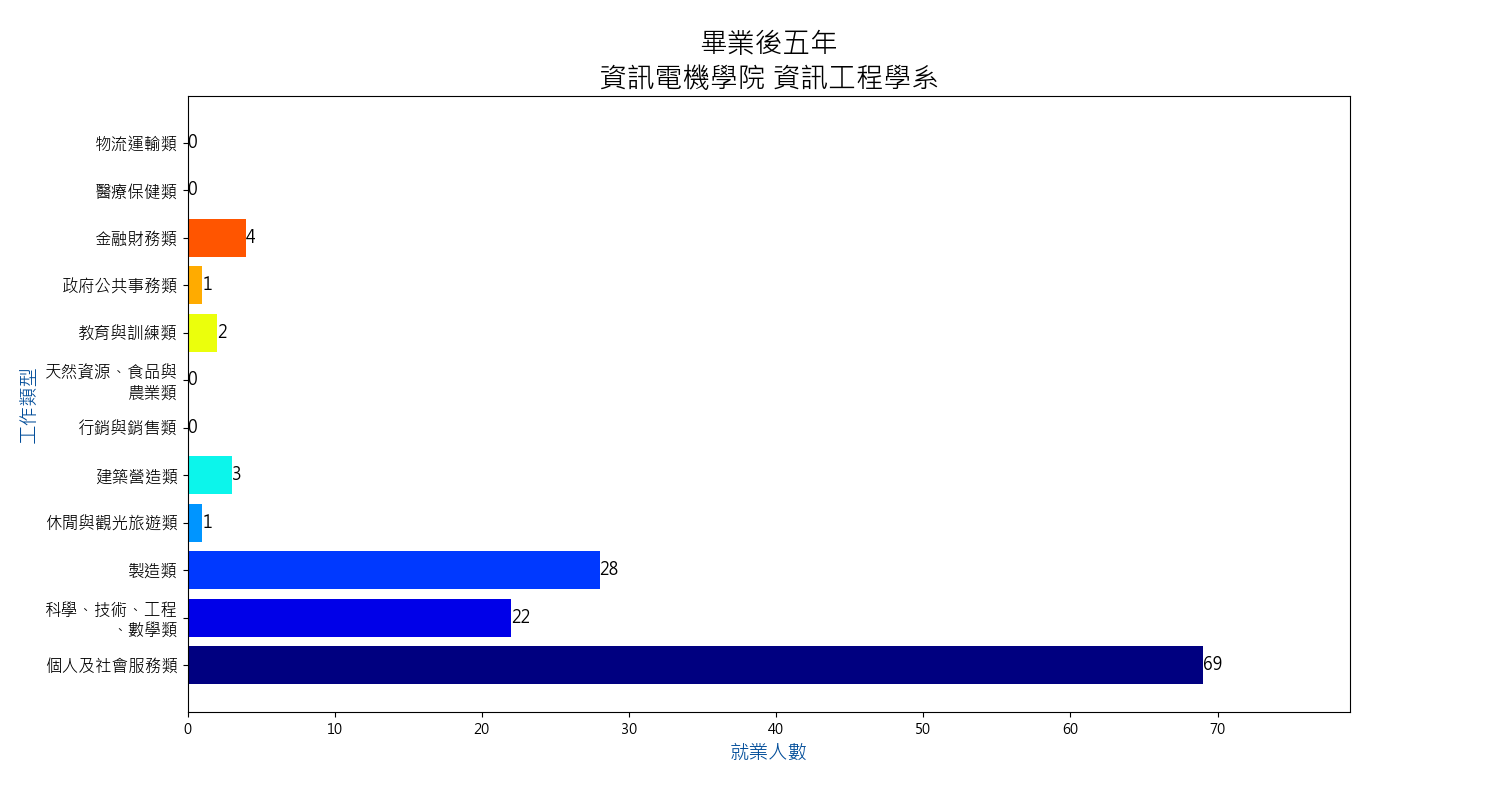 畢業後五年
資訊電機學院 資訊工程學系
物流運輸類
0
醫療保健類
0
金融財務類
4
政府公共事務類
1
教育與訓練類
2
天然資源、食品與
農業類
0
行銷與銷售類
0
建築營造類
3
休閒與觀光旅遊類
1
製造類
28
科學、技術、工程
、數學類
22
個人及社會服務類
69
工作類型
0 10 20 30 40 50 60 70
就業人數